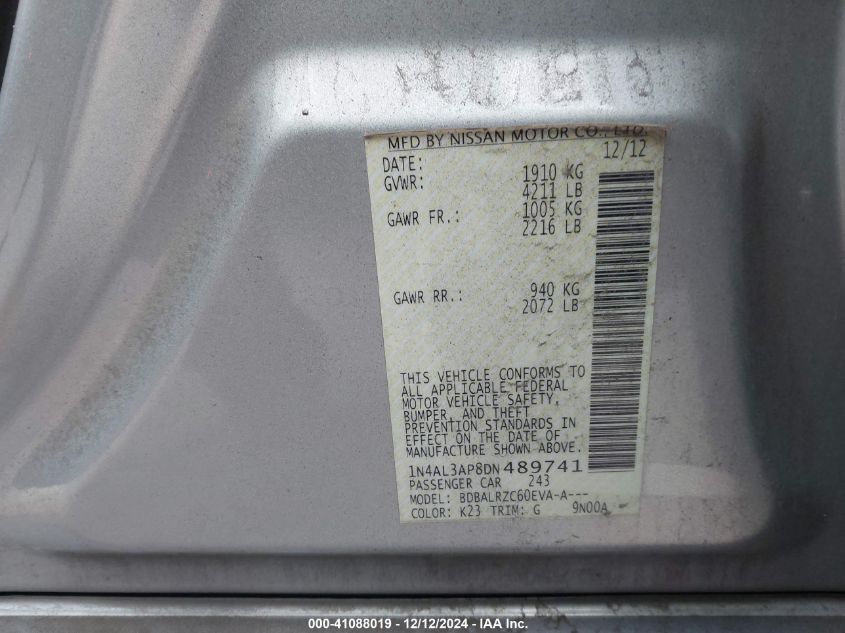 MFD BY NISSAN MOTOR CO., LTD.
DATE: 12/12
GVWR: 1910 KG
4211 LB
GAWR FR.: 1005 KG
2216 LB
GAWR RR.: 940 KG
2072 LB
THIS VEHICLE CONFORMS TO
ALL APPLICABLE FEDERAL
MOTOR VEHICLE SAFETY,
BUMPER, AND THEFT
PREVENTION STANDARDS IN
EFFECT ON THE DATE OF
MANUFACTURE SHOWN ABOVE.
1N4AL3AP8DN489741
PASSENGER CAR 243
MODEL: BDBALRZC60EVA-A---
COLOR: K23 TRIM: G 9N00A
000-41088019 - 12/12/2024 - IAA Inc.